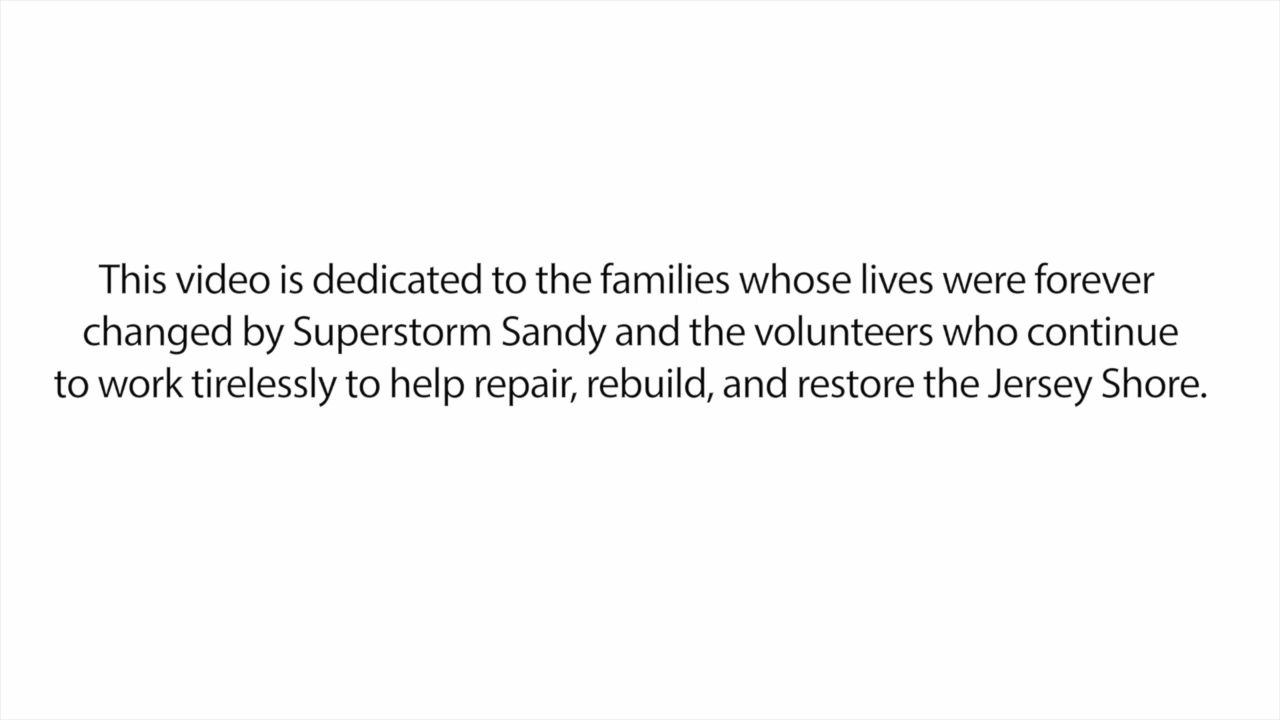 This video is dedicated to the families whose lives were forever
changed by Superstorm Sandy and the volunteers who continue
to work tirelessly to help repair, rebuild, and restore the Jersey Shore.